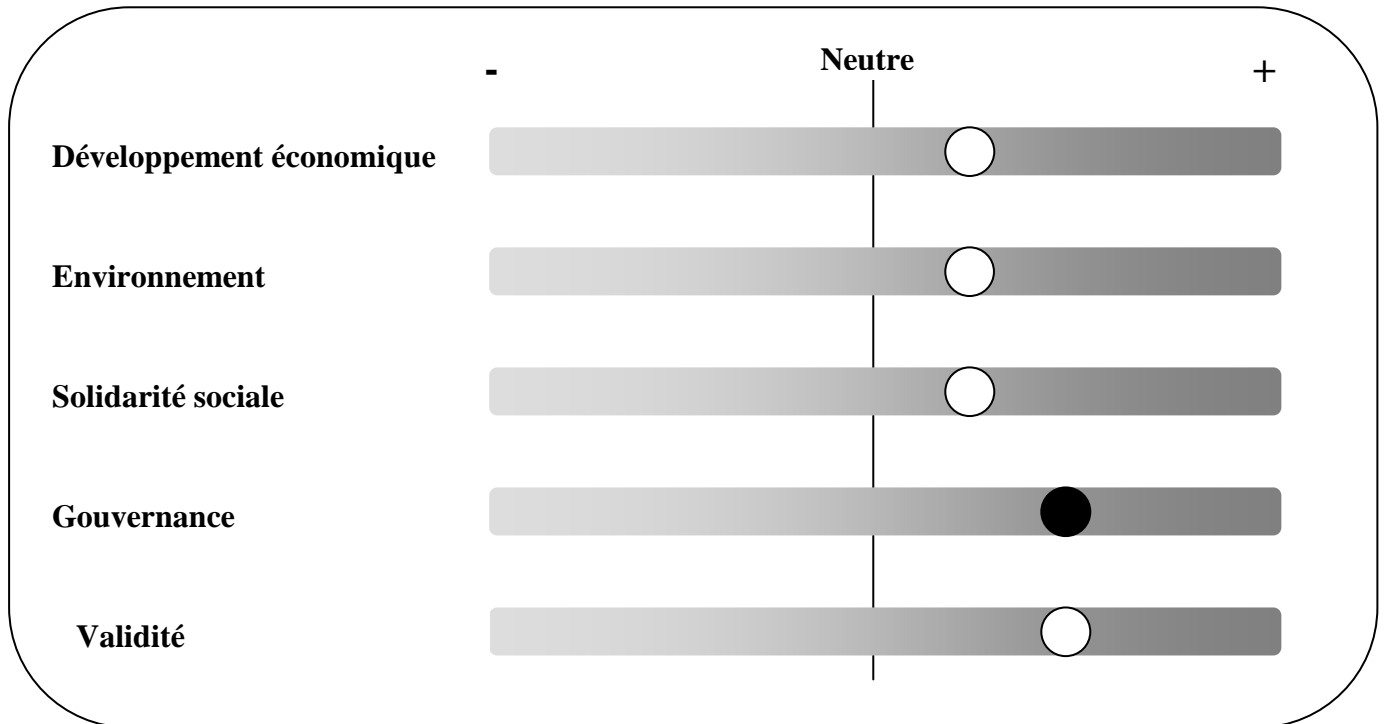 - Neutre +
Développement économique
Environnement
Solidarité sociale
Gouvernance
Validité